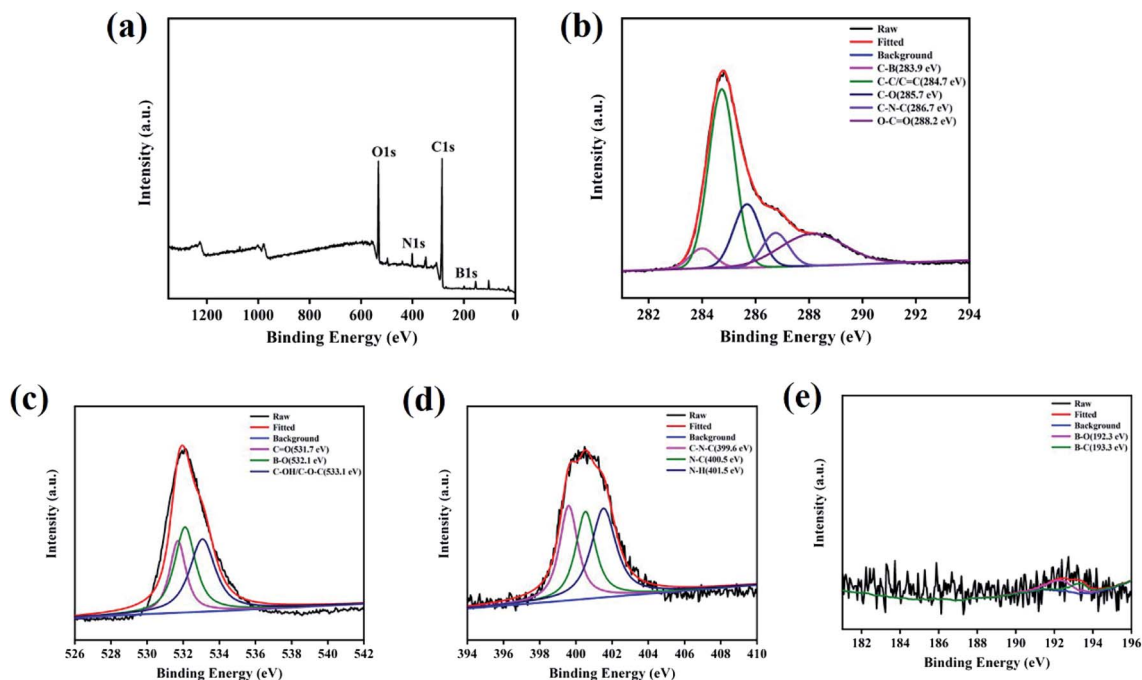 (a)
O1s
C1s
N1s
B1s
Intensity (a.u.)
1200 1000 800 600 400 200 0
Binding Energy (eV)
(b)
Raw
Fitted
Background
C-B(283.9 eV)
C-C/C=C(284.7 eV)
C-O(285.7 eV)
C-N-C(286.7 eV)
O-C=O(288.2 eV)
Intensity (a.u.)
282 284 286 288 290 292 294
Binding Energy (eV)
(c)
Raw
Fitted
Background
C=O(531.7 eV)
B-O(532.1 eV)
C-OH/C-O-C(533.1 eV)
Intensity (a.u.)
526 528 530 532 534 536 538 540 542
Binding Energy (eV)
(d)
Raw
Fitted
Background
C-N-C(399.6 eV)
N-C(400.5 eV)
N-H(401.5 eV)
Intensity (a.u.)
394 396 398 400 402 404 406 408 410
Binding Energy (eV)
(e)
Raw
Fitted
Background
B-O(192.3 eV)
B-C(193.3 eV)
Intensity (a.u.)
182 184 186 188 190 192 194 196
Binding Energy (eV)